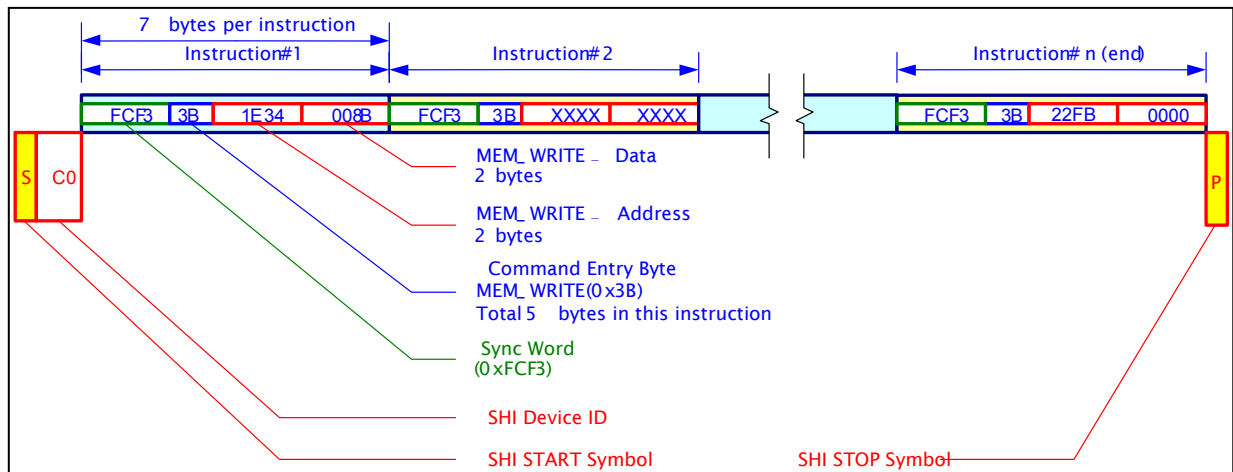 7 bytes per instruction
Instruction#1 Instruction#2 Instruction# n (end)
FCF3 3B 1E34 008B FCF3 3B XXXX XXXX FCF3 3B 22FB 0000
S C0 P
MEM_WRITE – Data
2 bytes
MEM_WRITE – Address
2 bytes
Command Entry Byte
MEM_WRITE(0x3B)
Total 5 bytes in this instruction
Sync Word
(0xFCF3)
SHI Device ID
SHI START Symbol SHI STOP Symbol